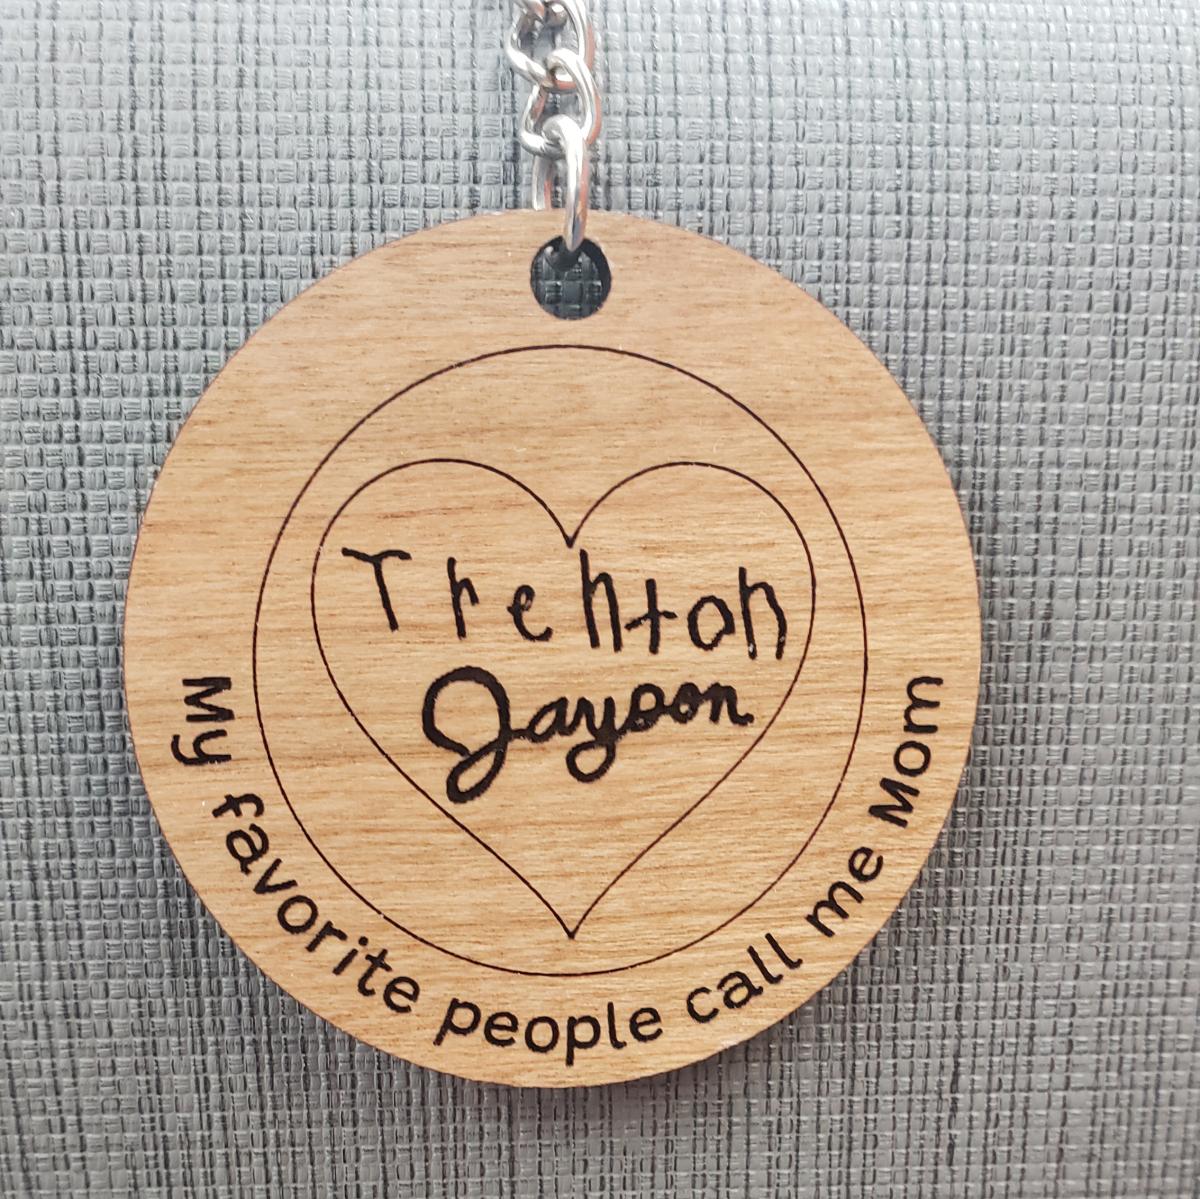 Trenton
Jayson
My favorite people call me Mom